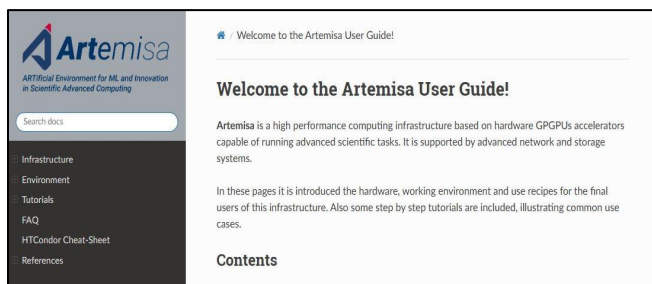 Artemisa
ARTIficial Environment for ML and Innovation
in Scientific Advanced Computing
Search docs
Infrastructure
Environment
Tutorials
FAQ
HTCondor Cheat-Sheet
References
/ Welcome to the Artemisa User Guide!
Welcome to the Artemisa User Guide!
Artemisa is a high performance computing infrastructure based on hardware GPGPUs accelerators
capable of running advanced scientific tasks. It is supported by advanced network and storage
systems.
In these pages it is introduced the hardware, working environment and use recipes for the final
users of this infrastructure. Also some step by step tutorials are included, illustrating common use
cases.
Contents